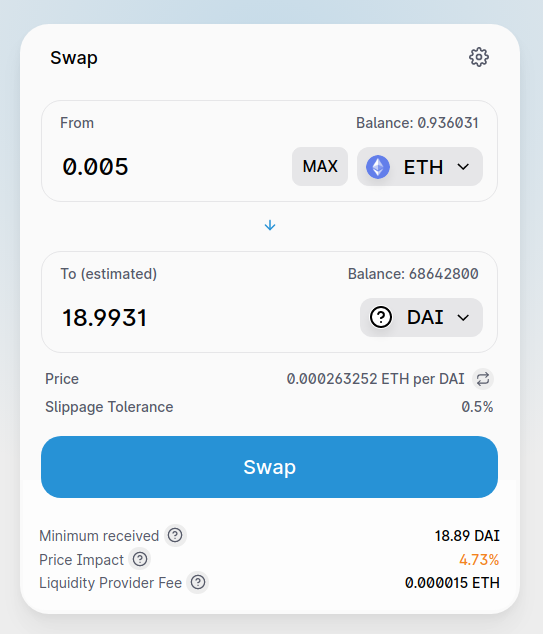 Swap
From Balance: 0.936031
0.005 MAX ETH
To (estimated) Balance: 68642800
18.9931 DAI
Price 0.000263252 ETH per DAI
Slippage Tolerance 0.5%
Swap
Minimum received 18.89 DAI
Price Impact 4.73%
Liquidity Provider Fee 0.000015 ETH